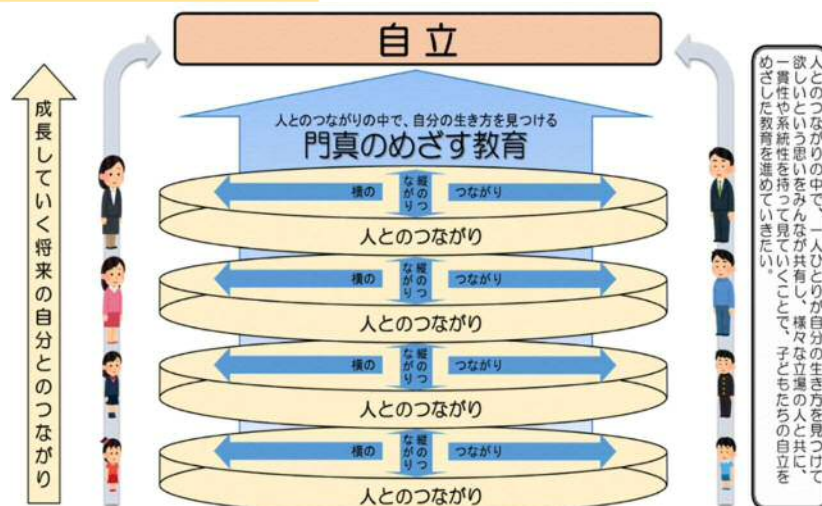 自立
人とのつながりの中で、自分の生き方を見つける
門真のめざす教育
横の
縦のつ
ながり
つながり
人とのつながり
横の
縦のつ
ながり
つながり
人とのつながり
横の
縦のつ
ながり
つながり
人とのつながり
横の
縦のつ
ながり
つながり
人とのつながり
成長していく将来の自分とのつながり
人とのつながりの中で、一人ひとりが自分の生き方を見つけて
欲しいという思いをみんなが共有し、様々な立場の人と共に、
一貫性や系統性を持って見ていくことで、子どもたちの自立を
めざした教育を進めていきたい。